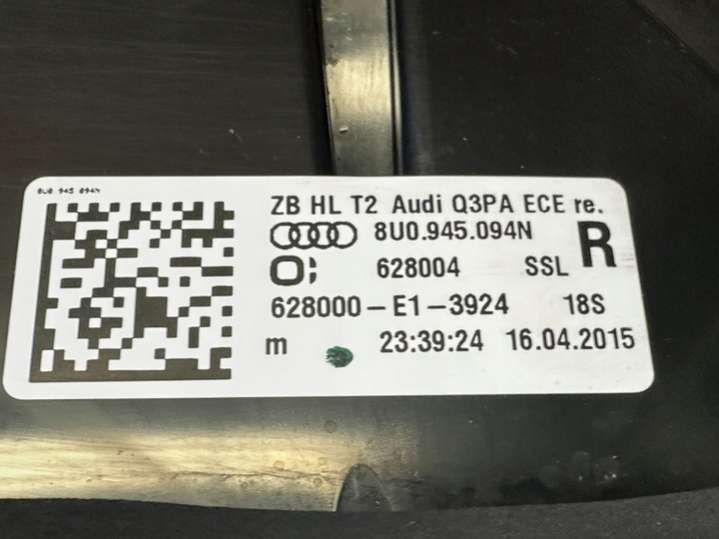 8U0 945 094N
ZB HL T2 Audi Q3PA ECE re.
8U0.945.094N R
628004 SSL
628000-E1-3924 18S
m 23:39:24 16.04.2015